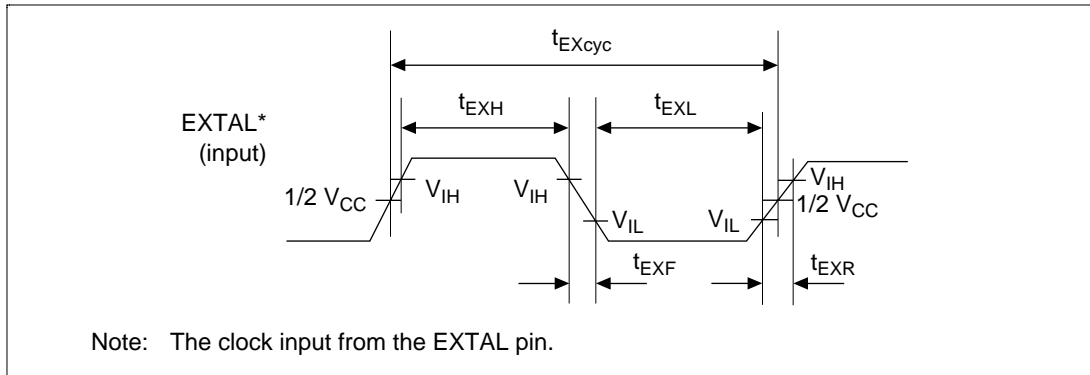 tEXcyc
tEXH tEXL
EXTAL*
(input)
1/2 VCC VIH VIH VIL VIL VIH
1/2 VCC
tEXF tEXR
Note: The clock input from the EXTAL pin.